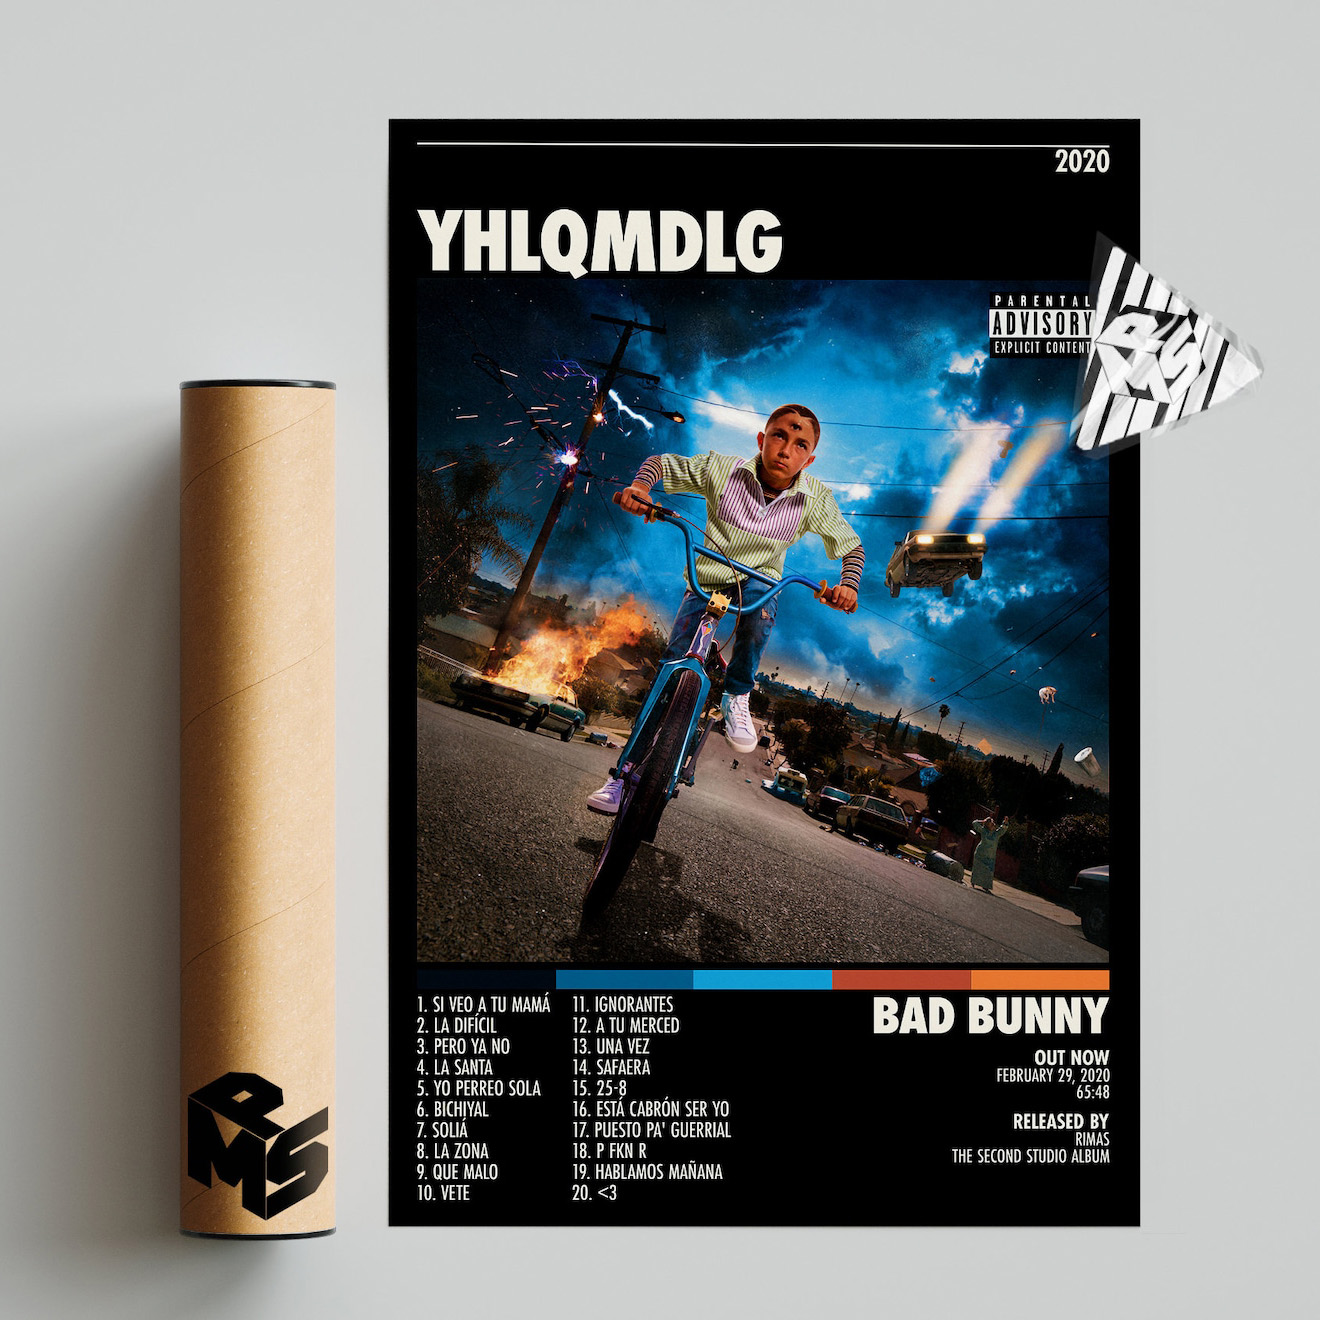 2020
YHLQMDLG
PARENTAL
ADVISORY
EXPLICIT CONTENT
PMS
1. SI VEO A TU MAMÁ
2. LA DIFÍCIL
3. PERO YA NO
4. LA SANTA
5. YO PERREO SOLA
6. BICHIYAL
7. SOLIÁ
8. LA ZONA
9. QUE MALO
10. VETE
11. IGNORANTES
12. A TU MERCED
13. UNA VEZ
14. SAFAERA
15. 25-8
16. ESTÁ CABRÓN SER YO
17. PUESTO PA' GUERRIAL
18. P FKN R
19. HABLAMOS MAÑANA
20. <3
BAD BUNNY
OUT NOW
FEBRUARY 29, 2020
65:48
RELEASED BY
RIMAS
THE SECOND STUDIO ALBUM
PMS